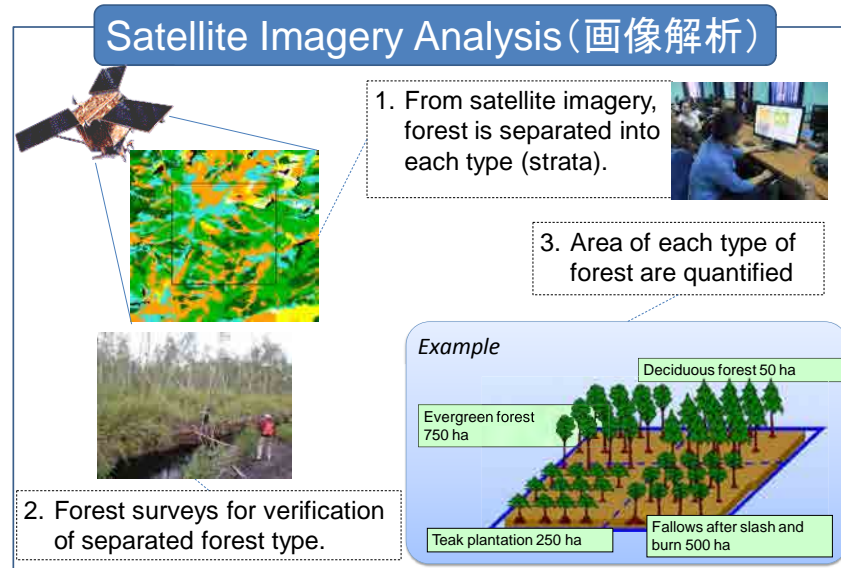 Satellite Imagery Analysis（画像解析）
1. From satellite imagery,
forest is separated into
each type (strata).
3. Area of each type of
forest are quantified
Example
Deciduous forest 50 ha
Evergreen forest
750 ha
Teak plantation 250 ha
Fallows after slash and
burn 500 ha
2. Forest surveys for verification
of separated forest type.